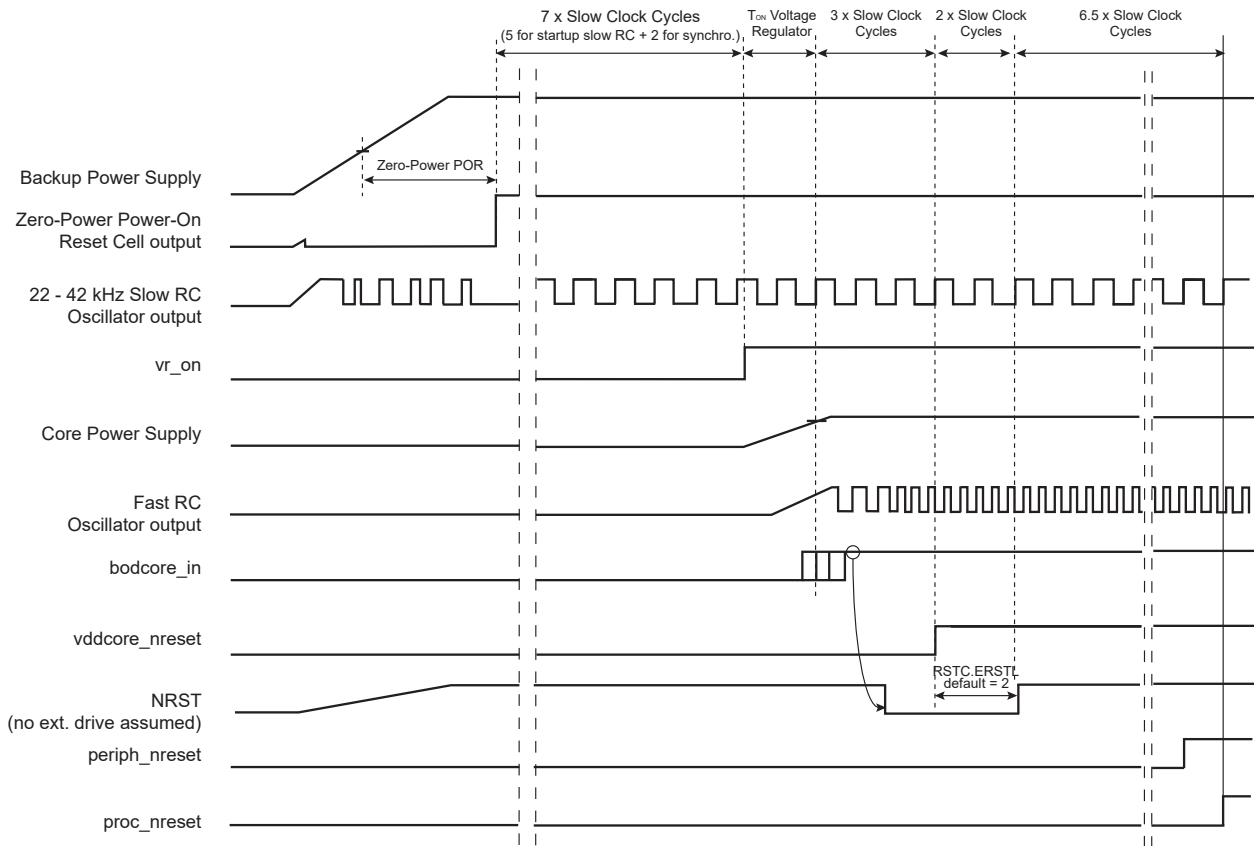 7 x Slow Clock Cycles
(5 for startup slow RC + 2 for synchro.)
TON Voltage
Regulator
3 x Slow Clock
Cycles
2 x Slow Clock
Cycles
6.5 x Slow Clock
Cycles
Zero-Power POR
Backup Power Supply
Zero-Power Power-On
Reset Cell output
22 - 42 kHz Slow RC
Oscillator output
vr_on
Core Power Supply
Fast RC
Oscillator output
bodcore_in
vddcore_nreset
RSTC.ERSTL
default = 2
NRST
(no ext. drive assumed)
periph_nreset
proc_nreset